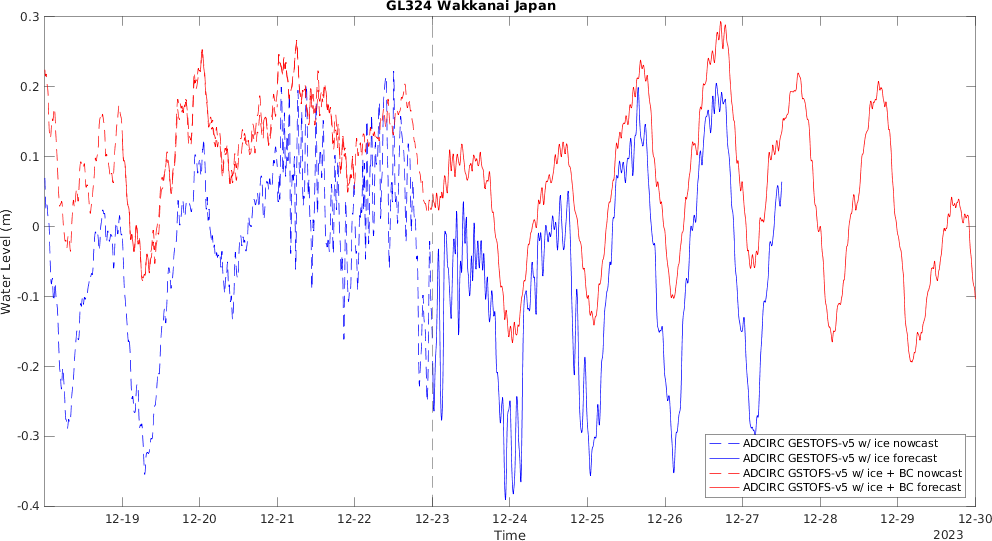 GL324 Wakkanai Japan
0.3
0.2
0.1
0
-0.1
-0.2
-0.3
-0.4
Water Level (m)
ADCIRC GESTOFS-v5 w/ ice nowcast
ADCIRC GESTOFS-v5 w/ ice forecast
ADCIRC GSTOFS-v5 w/ ice + BC nowcast
ADCIRC GSTOFS-v5 w/ ice + BC forecast
12-19 12-20 12-21 12-22 12-23 12-24 12-25 12-26 12-27 12-28 12-29 12-30
Time
2023